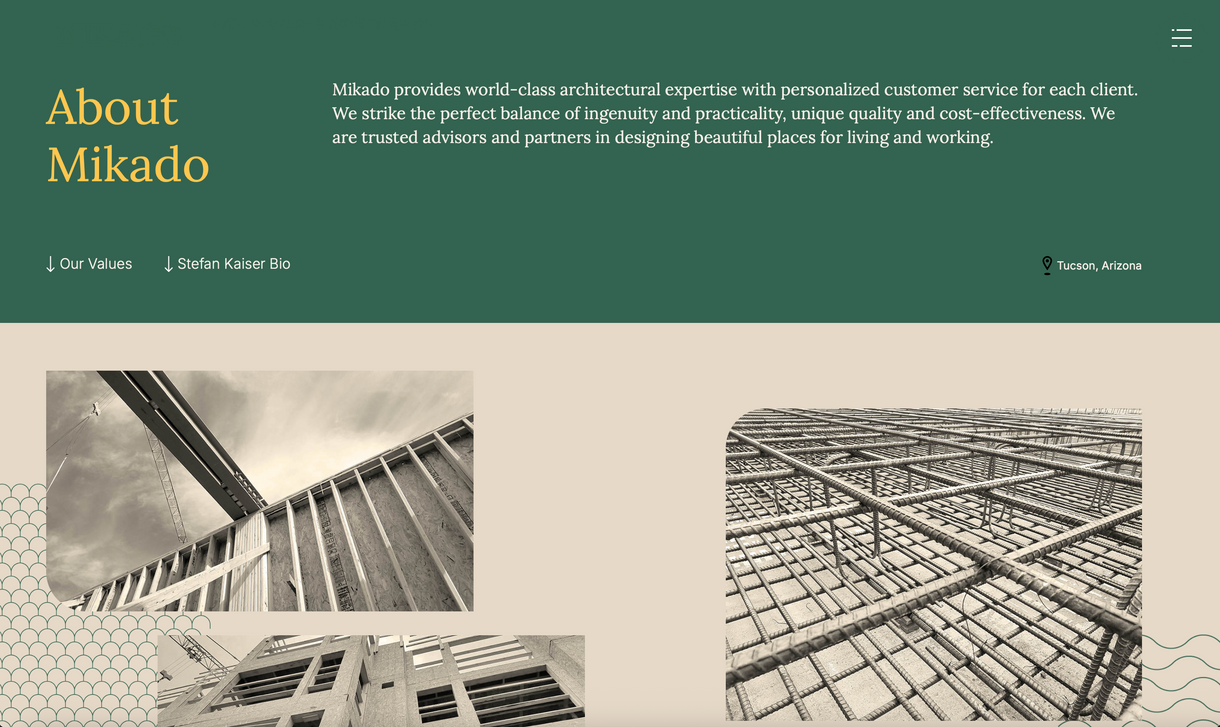 About
Mikado
Mikado provides world-class architectural expertise with personalized customer service for each client.
We strike the perfect balance of ingenuity and practicality, unique quality and cost-effectiveness. We
are trusted advisors and partners in designing beautiful places for living and working.
↓ Our Values
↓ Stefan Kaiser Bio
Tucson, Arizona